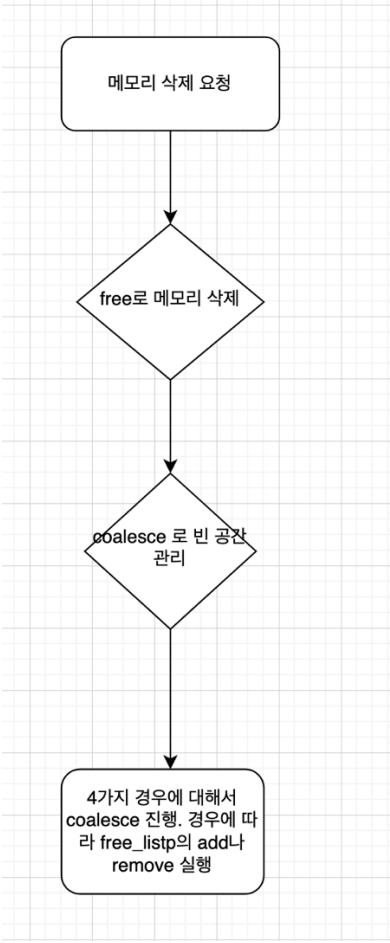 메모리 삭제 요청
free로 메모리 삭제
coalesce 로 빈 공간
관리
4가지 경우에 대해서
coalesce 진행. 경우에 따
라 free_listp의 add나
remove 실행